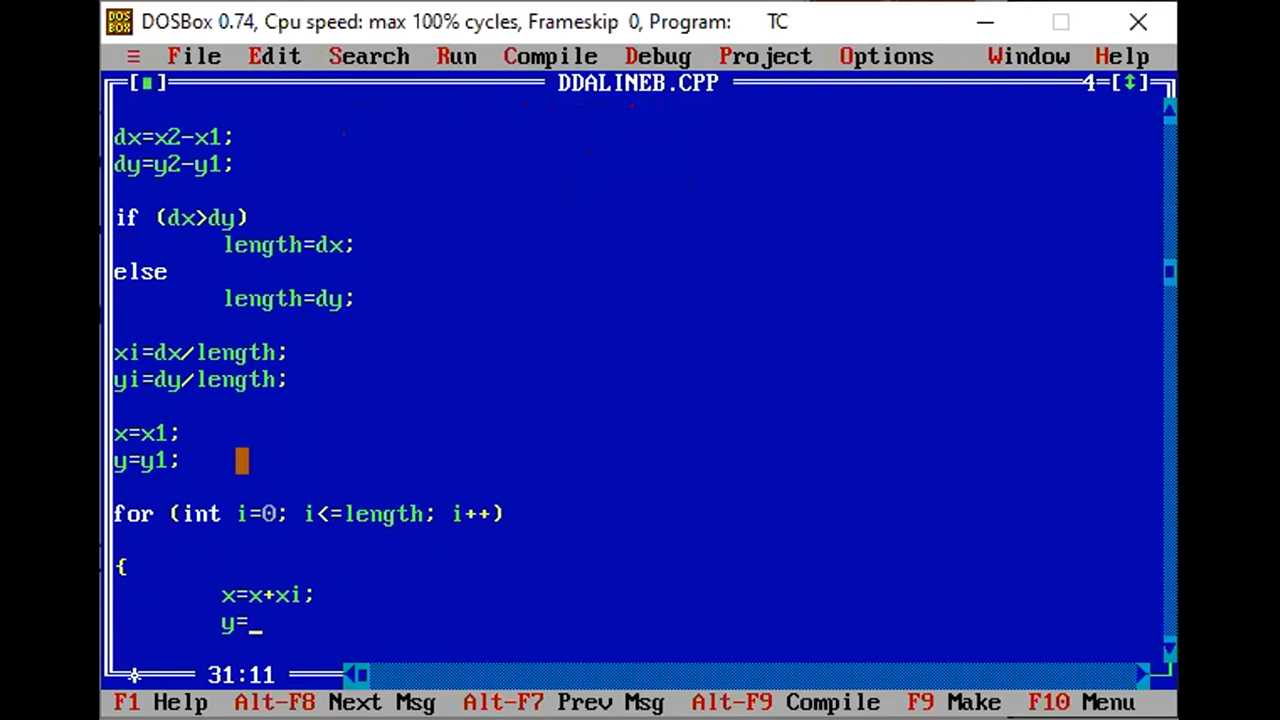 DOS BOX DOSBox 0.74, Cpu speed: max 100% cycles, Frameskip 0, Program: TC
≡ File Edit Search Run Compile Debug Project Options Window Help
[■] DDALINEB.CPP 4=[↕]
dx=x2-x1;
dy=y2-y1;
if (dx>dy)
length=dx;
else
length=dy;
xi=dx/length;
yi=dy/length;
x=x1;
y=y1;
for (int i=0; i<=length; i++)
{
x=x+xi;
y=_
31:11
F1 Help Alt-F8 Next Msg Alt-F7 Prev Msg Alt-F9 Compile F9 Make F10 Menu